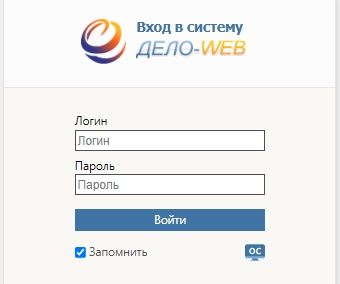 Вход в систему
ДЕЛО-WEB
Логин
Логин
Пароль
Пароль
Войти
Запомнить
ОС